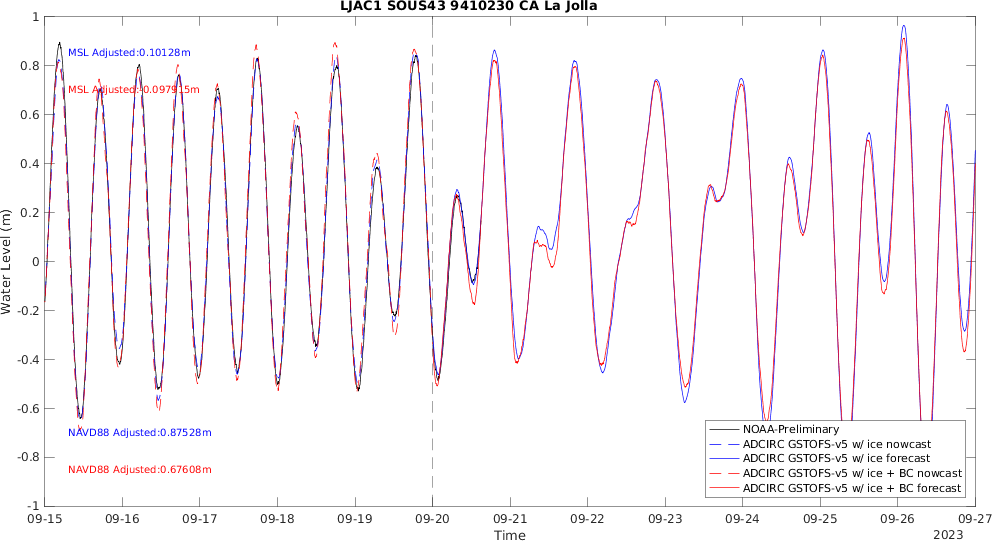 LJAC1 SOUS43 9410230 CA La Jolla
MSL Adjusted:0.10128m
MSL Adjusted:-0.097915m
NAVD88 Adjusted:0.87528m
NAVD88 Adjusted:0.67608m
Water Level (m)
1
0.8
0.6
0.4
0.2
0
-0.2
-0.4
-0.6
-0.8
-1
NOAA-Preliminary
ADCIRC GSTOFS-v5 w/ ice nowcast
ADCIRC GSTOFS-v5 w/ ice forecast
ADCIRC GSTOFS-v5 w/ ice + BC nowcast
ADCIRC GSTOFS-v5 w/ ice + BC forecast
09-15 09-16 09-17 09-18 09-19 09-20 09-21 09-22 09-23 09-24 09-25 09-26 09-27
Time
2023